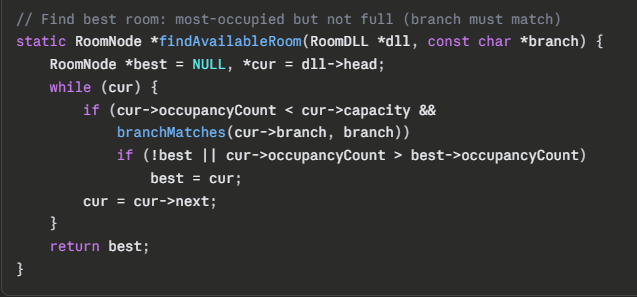 // Find best room: most-occupied but not full (branch must match)
static RoomNode *findAvailableRoom(RoomDLL *dll, const char *branch) {
    RoomNode *best = NULL, *cur = dll->head;
    while (cur) {
        if (cur->occupancyCount < cur->capacity &&
            branchMatches(cur->branch, branch))
            if (!best || cur->occupancyCount > best->occupancyCount)
                best = cur;
        cur = cur->next;
    }
    return best;
}